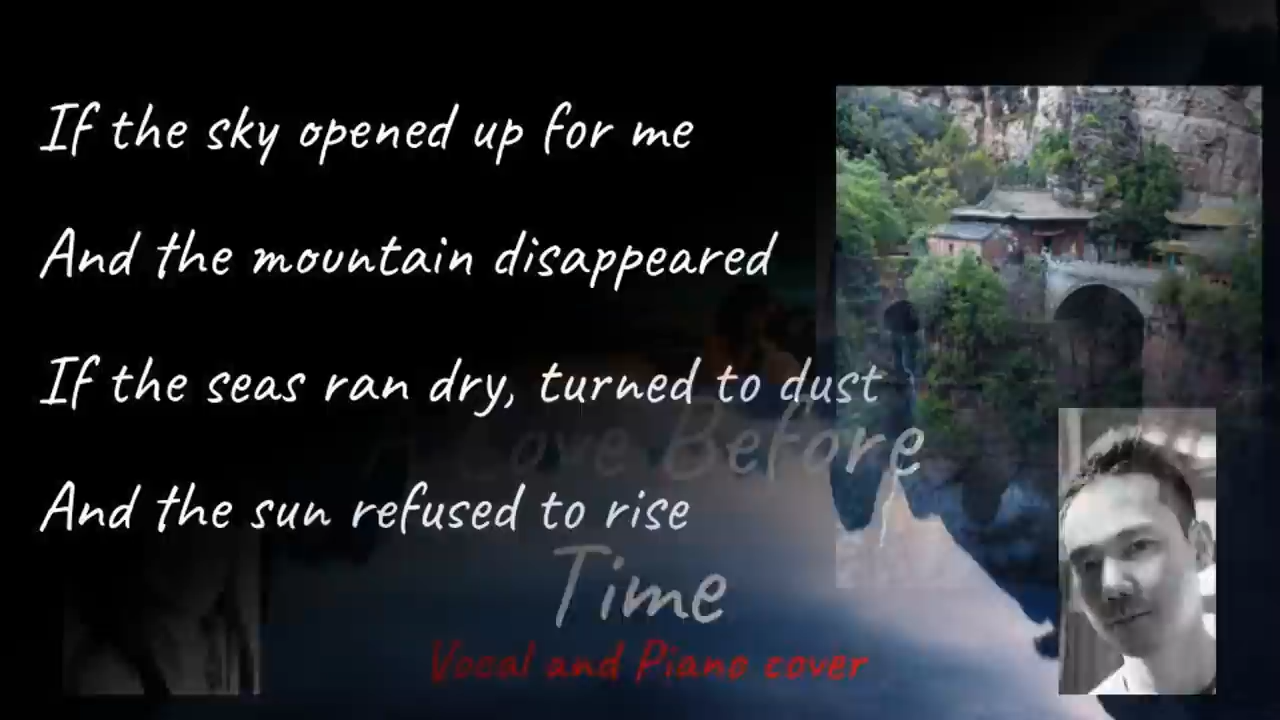 If the sky opened up for me
And the mountain disappeared
If the seas ran dry, turned to dust
A Love Before
And the sun refused to rise
Time
Vocal and Piano cover